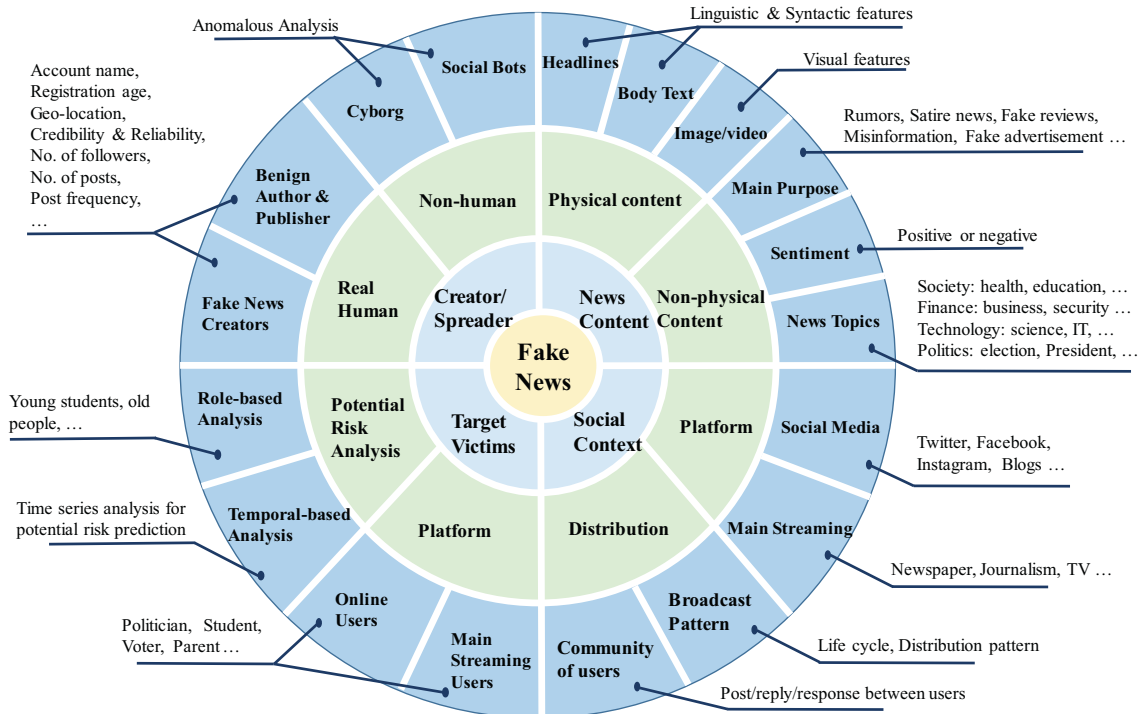 Anomalous Analysis
Linguistic & Syntactic features
Visual features
Account name,
Registration age,
Geo-location,
Credibility & Reliability,
No. of followers,
No. of posts,
Post frequency,
…
Rumors, Satire news, Fake reviews,
Misinformation, Fake advertisement …
Positive or negative
Society: health, education, …
Finance: business, security …
Technology: science, IT, …
Politics: election, President, …
Young students, old
people, …
Twitter, Facebook,
Instagram, Blogs …
Time series analysis for
potential risk prediction
Newspaper, Journalism, TV …
Politician, Student,
Voter, Parent …
Life cycle, Distribution pattern
Post/reply/response between users
Social Bots
Headlines
Body Text
Image/video
Main Purpose
Sentiment
News Topics
Social Media
Main Streaming
Broadcast
Pattern
Community
of users
Main
Streaming
Users
Online
Users
Temporal-based
Analysis
Role-based
Analysis
Fake News
Creators
Benign
Author &
Publisher
Cyborg
Non-human
Physical content
Non-physical
Content
Platform
Distribution
Platform
Potential
Risk
Analysis
Real
Human
Creator/
Spreader
News
Content
Social
Context
Target
Victims
Fake
News